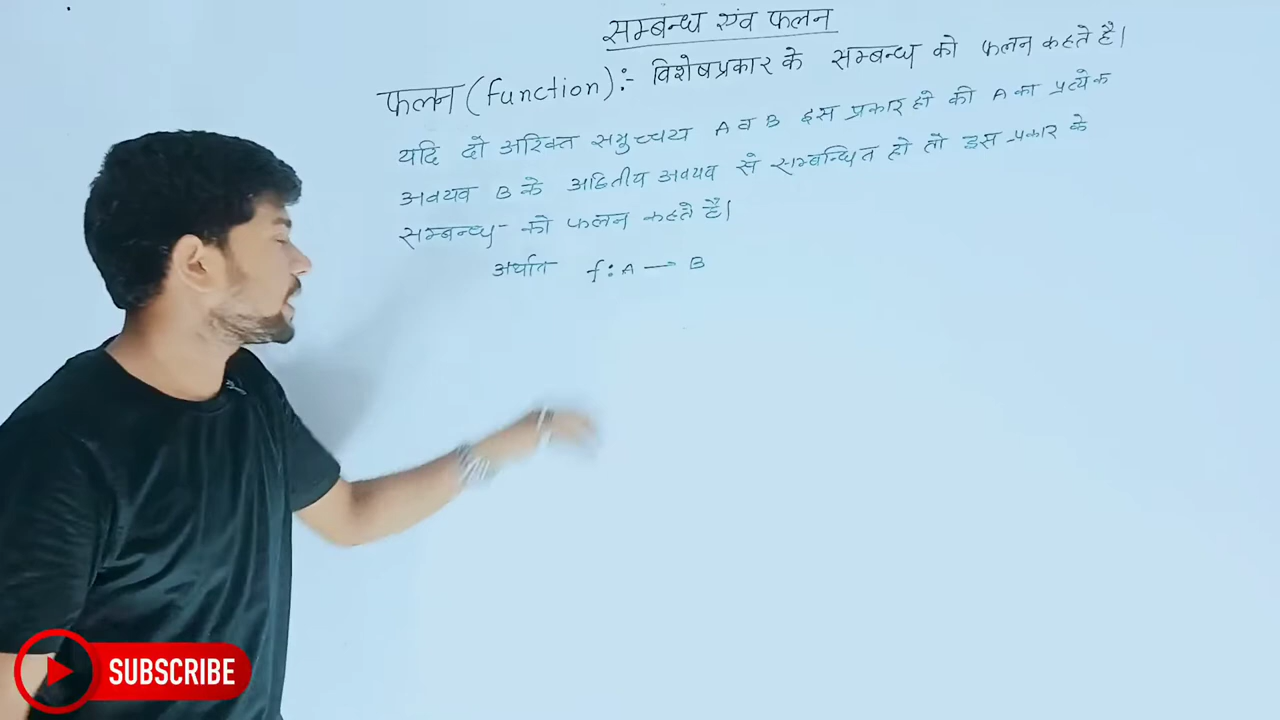 सम्बन्ध एंव फलन
फलन (function) :- विशेषप्रकार के सम्बन्ध को फलन कहते है।
यदि दो अरिक्त समुच्चय A व B इस प्रकार हो की A का प्रत्येक
अवयव B के अद्वितीय अवयव से सम्बन्धित हो तो इस प्रकार के
सम्बन्ध को फलन कहते है।
अर्थात f : A → B
SUBSCRIBE